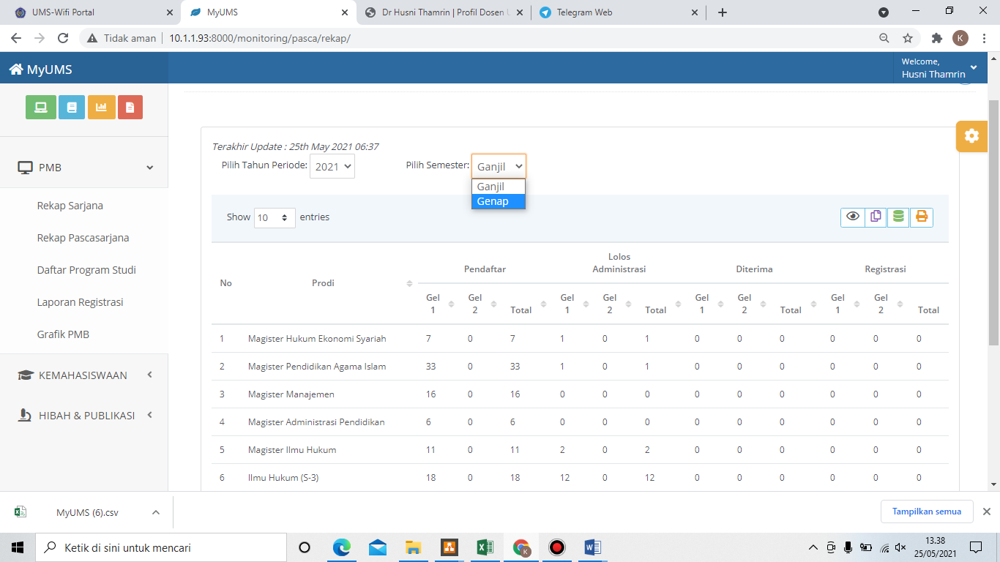 UMS-Wifi Portal
MyUMS
Dr Husni Thamrin | Profil Dosen
Telegram Web
Tidak aman
10.1.1.93:8000/monitoring/pasca/rekap/
K
MyUMS
Welcome,
Husni Thamrin
PMB
Rekap Sarjana
Rekap Pascasarjana
Daftar Program Studi
Laporan Registrasi
Grafik PMB
KEMAHASISWAAN
HIBAH & PUBLIKASI
Terakhir Update : 25th May 2021 06:37
Pilih Tahun Periode: 2021 Pilih Semester: Ganjil
Ganjil
Genap
Show 10 entries
No Prodi Pendaftar Lolos Administrasi Diterima Registrasi
Gel 1 Gel 2 Total Gel 1 Gel 2 Total Gel 1 Gel 2 Total Gel 1 Gel 2 Total
1 Magister Hukum Ekonomi Syariah 7 0 7 1 0 1 0 0 0 0 0 0
2 Magister Pendidikan Agama Islam 33 0 33 1 0 1 0 0 0 0 0 0
3 Magister Manajemen 16 0 16 0 0 0 0 0 0 0 0 0
4 Magister Administrasi Pendidikan 6 0 6 0 0 0 0 0 0 0 0 0
5 Magister Ilmu Hukum 11 0 11 2 0 2 0 0 0 0 0 0
6 Ilmu Hukum (S-3) 18 0 18 12 0 12 0 0 0 0 0 0
MyUMS (6).csv
Tampilkan semua
Ketik di sini untuk mencari
13.38
25/05/2021